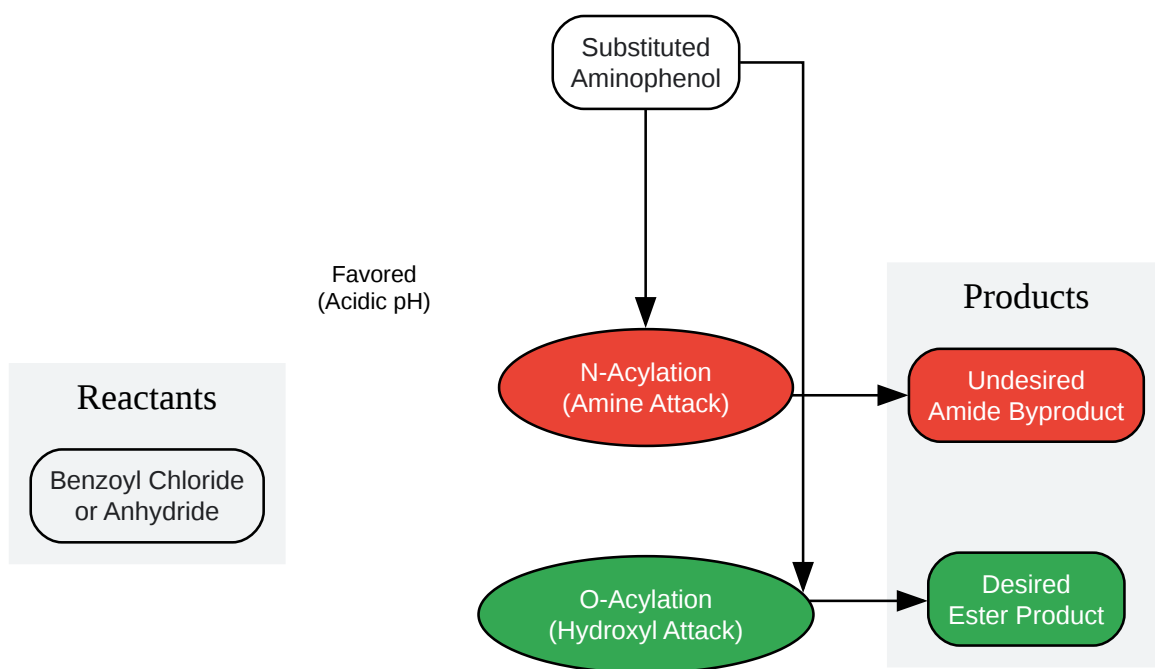 Substituted
Aminophenol
Favored
(Acidic pH)
Products
Reactants
N-Acylation
(Amine Attack)
Undesired
Amide Byproduct
Benzoyl Chloride
or Anhydride
O-Acylation
(Hydroxyl Attack)
Desired
Ester Product